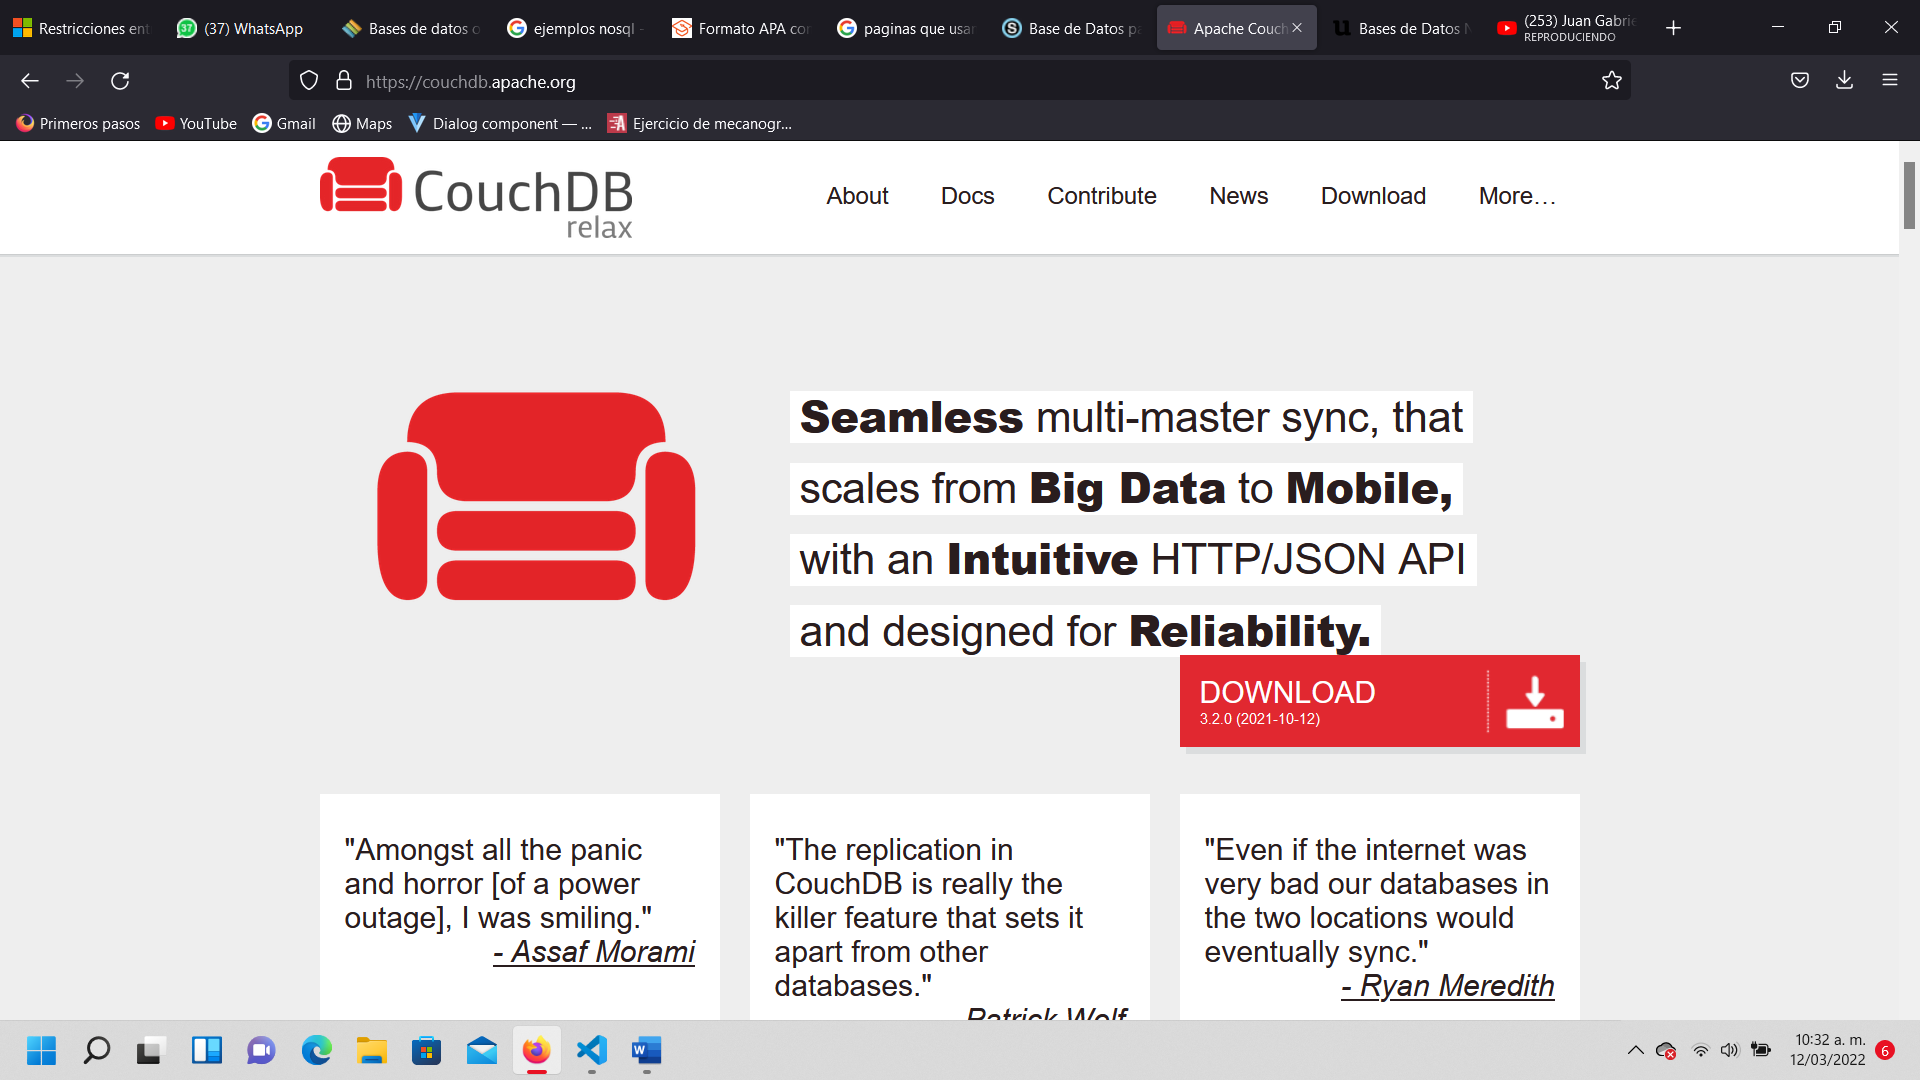 Restricciones ent
(37) WhatsApp
Bases de datos o
ejemplos nosql -
Formato APA con
paginas que usan
Base de Datos pa
Apache Couch
Bases de Datos N
(253) Juan Gabrie
REPRODUCIENDO
https://couchdb.apache.org
Primeros pasos
YouTube
Gmail
Maps
Dialog component — ...
Ejercicio de mecanogr...
CouchDB
relax
About
Docs
Contribute
News
Download
More…
Seamless multi-master sync, that
scales from Big Data to Mobile,
with an Intuitive HTTP/JSON API
and designed for Reliability.
DOWNLOAD
3.2.0 (2021-10-12)
"Amongst all the panic
and horror [of a power
outage], I was smiling."
- Assaf Morami
"The replication in
CouchDB is really the
killer feature that sets it
apart from other
databases."
Patrick Wolf
"Even if the internet was
very bad our databases in
the two locations would
eventually sync."
- Ryan Meredith
10:32 a. m.
12/03/2022
6